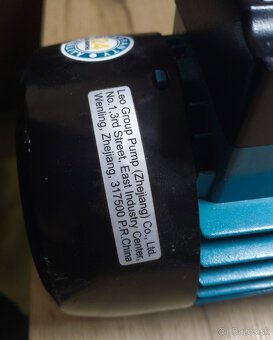 Leo Group Pump (Zhejiang) Co., Ltd.
No.1,3rd Street, East Industry Center,
Wenling, Zhejiang, 317500 P.R.China